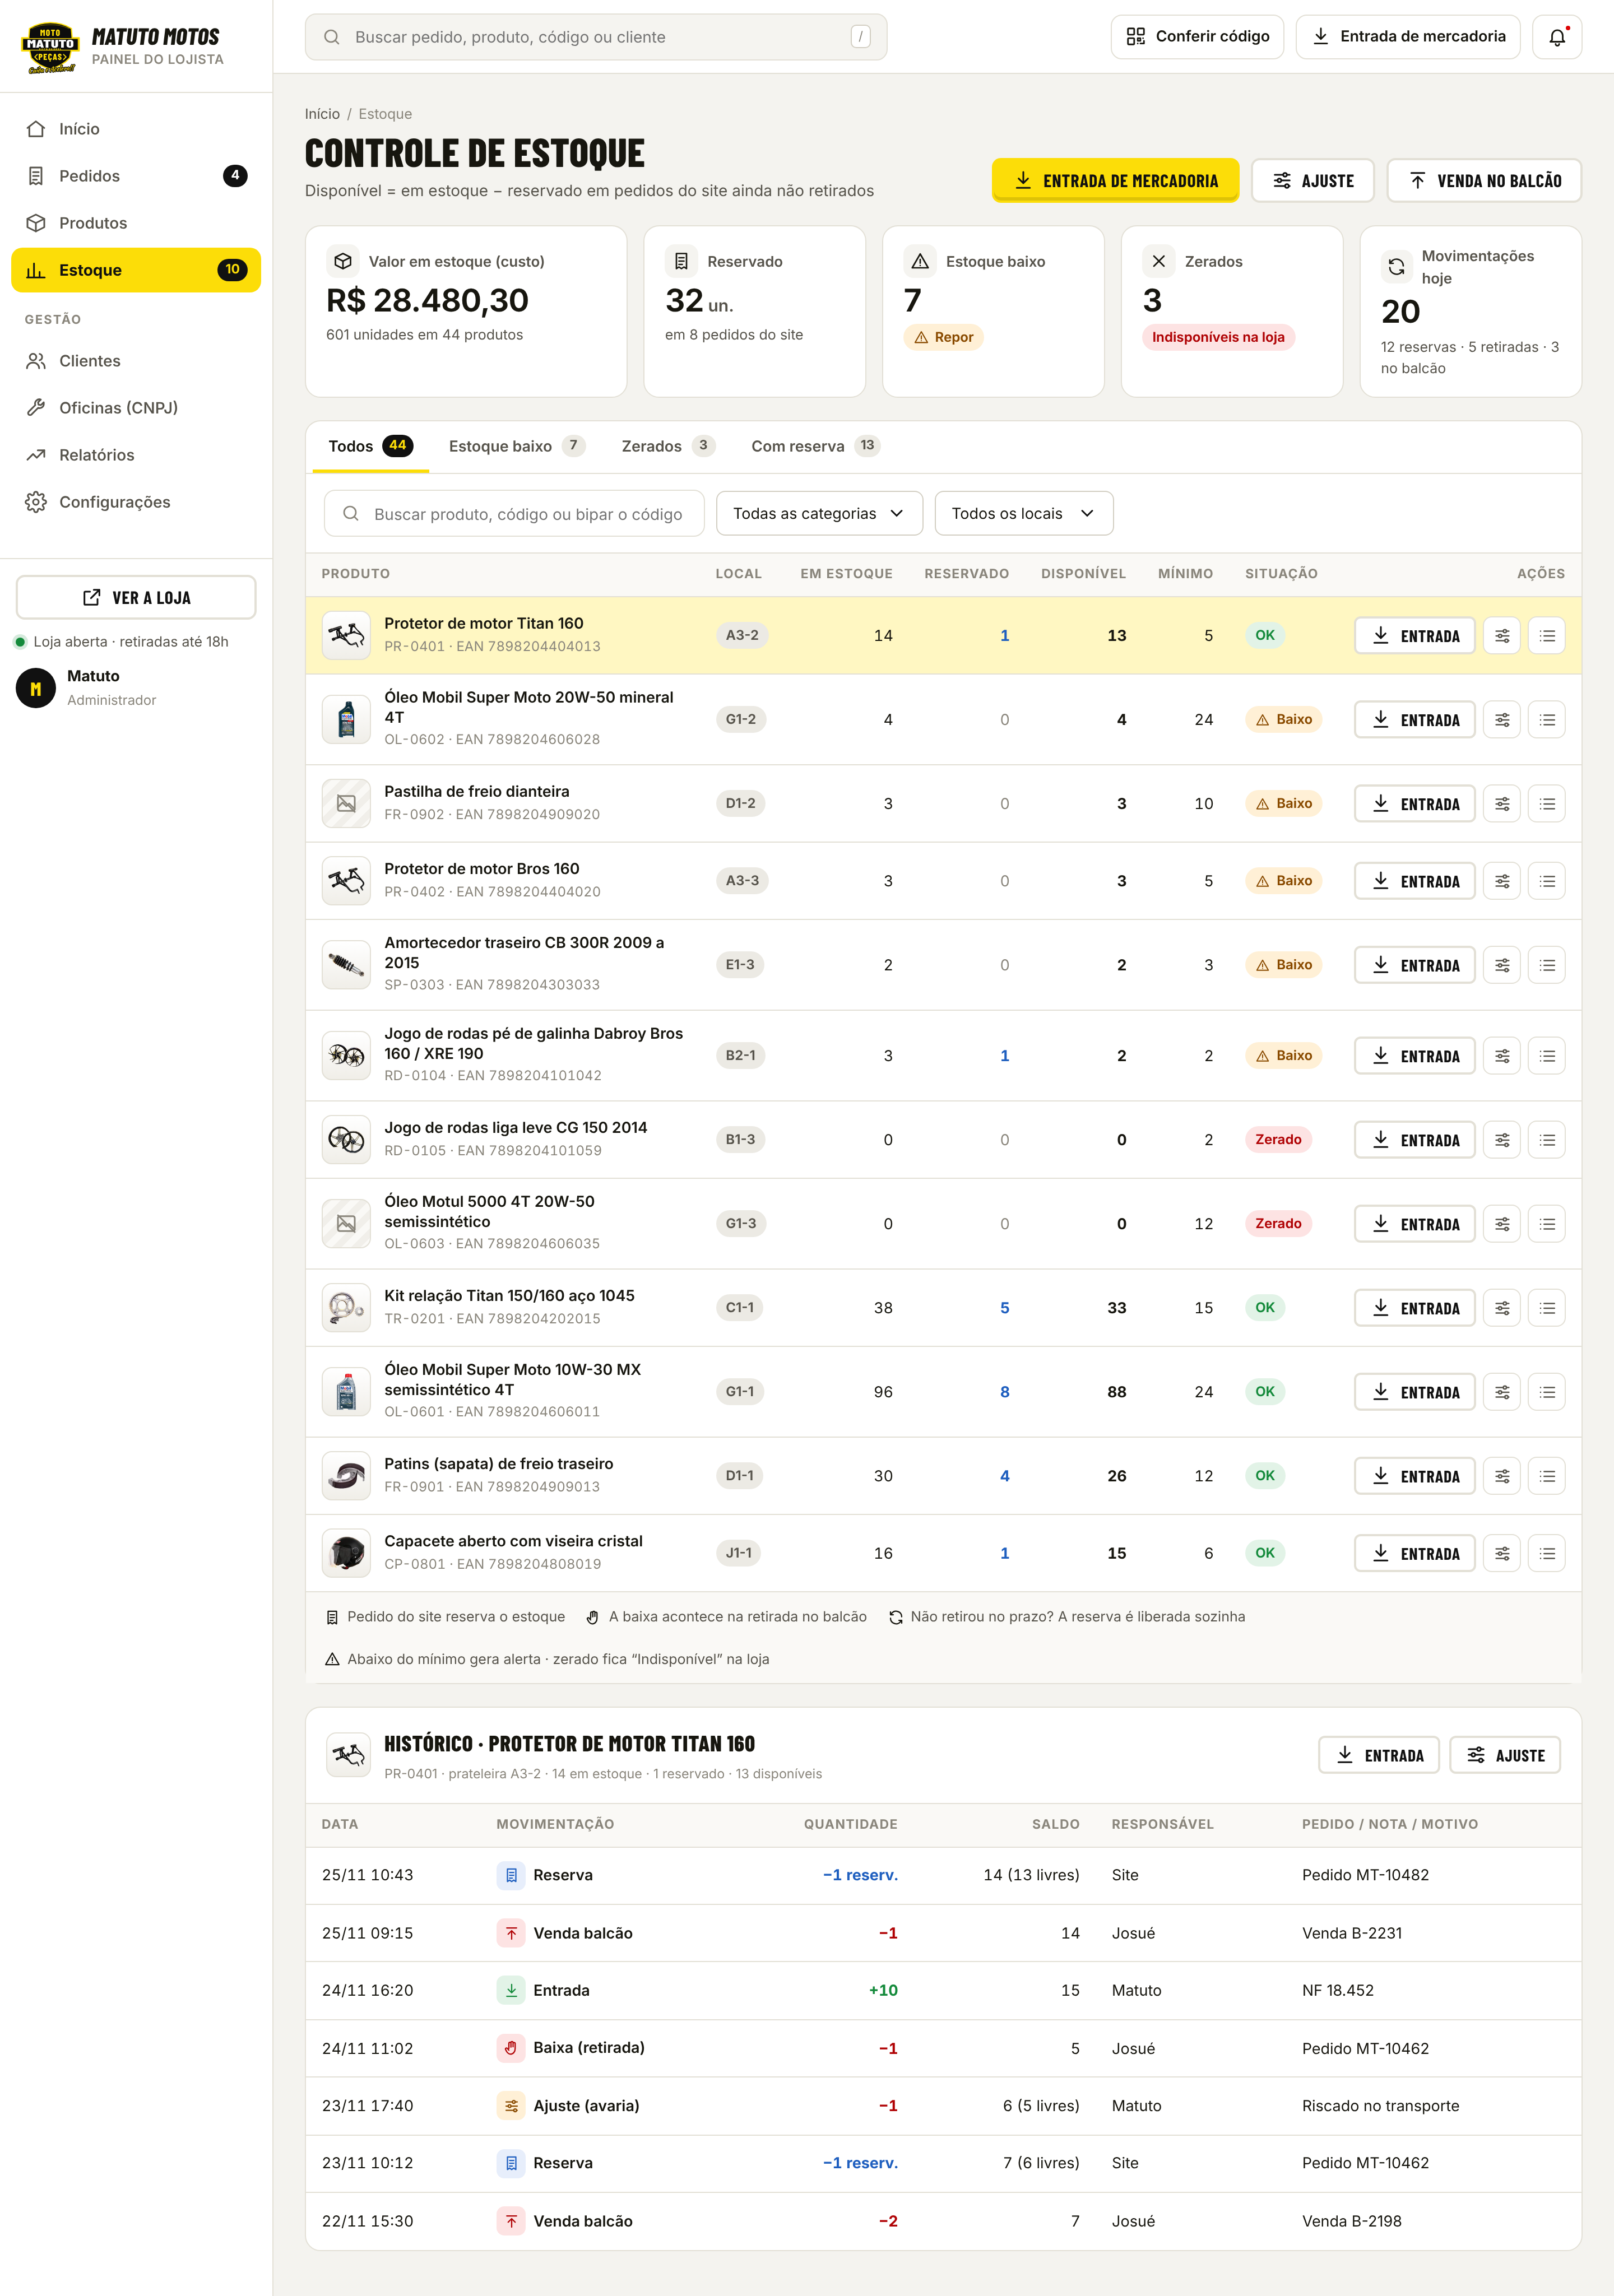 MOTO
MATUTO
PEÇAS
MATUTO MOTOS
PAINEL DO LOJISTA
Buscar pedido, produto, código ou cliente
/
Conferir código
Entrada de mercadoria
Início
Pedidos
4
Produtos
Estoque
10
GESTÃO
Clientes
Oficinas (CNPJ)
Relatórios
Configurações
VER A LOJA
Loja aberta · retiradas até 18h
M
Matuto
Administrador
Início / Estoque
CONTROLE DE ESTOQUE
Disponível = em estoque − reservado em pedidos do site ainda não retirados
ENTRADA DE MERCADORIA
AJUSTE
VENDA NO BALCÃO
Valor em estoque (custo)
R$ 28.480,30
601 unidades em 44 produtos
Reservado
32 un.
em 8 pedidos do site
Estoque baixo
7
Repor
Zerados
3
Indisponíveis na loja
Movimentações
hoje
20
12 reservas · 5 retiradas · 3
no balcão
Todos 44
Estoque baixo 7
Zerados 3
Com reserva 13
Buscar produto, código ou bipar o código
Todas as categorias
Todos os locais
PRODUTO LOCAL EM ESTOQUE RESERVADO DISPONÍVEL MÍNIMO SITUAÇÃO AÇÕES
Protetor de motor Titan 160
PR-0401 · EAN 7898204404013
A3-2 14 1 13 5 OK ENTRADA
Óleo Mobil Super Moto 20W-50 mineral
4T
OL-0602 · EAN 7898204606028
G1-2 4 0 4 24 Baixo ENTRADA
Pastilha de freio dianteira
FR-0902 · EAN 7898204909020
D1-2 3 0 3 10 Baixo ENTRADA
Protetor de motor Bros 160
PR-0402 · EAN 7898204404020
A3-3 3 0 3 5 Baixo ENTRADA
Amortecedor traseiro CB 300R 2009 a
2015
SP-0303 · EAN 7898204303033
E1-3 2 0 2 3 Baixo ENTRADA
Jogo de rodas pé de galinha Dabroy Bros
160 / XRE 190
RD-0104 · EAN 7898204101042
B2-1 3 1 2 2 Baixo ENTRADA
Jogo de rodas liga leve CG 150 2014
RD-0105 · EAN 7898204101059
B1-3 0 0 0 2 Zerado ENTRADA
Óleo Motul 5000 4T 20W-50
semissintético
OL-0603 · EAN 7898204606035
G1-3 0 0 0 12 Zerado ENTRADA
Kit relação Titan 150/160 aço 1045
TR-0201 · EAN 7898204202015
C1-1 38 5 33 15 OK ENTRADA
Óleo Mobil Super Moto 10W-30 MX
semissintético 4T
OL-0601 · EAN 7898204606011
G1-1 96 8 88 24 OK ENTRADA
Patins (sapata) de freio traseiro
FR-0901 · EAN 7898204909013
D1-1 30 4 26 12 OK ENTRADA
Capacete aberto com viseira cristal
CP-0801 · EAN 7898204808019
J1-1 16 1 15 6 OK ENTRADA
Pedido do site reserva o estoque
A baixa acontece na retirada no balcão
Não retirou no prazo? A reserva é liberada sozinha
Abaixo do mínimo gera alerta · zerado fica “Indisponível” na loja
HISTÓRICO · PROTETOR DE MOTOR TITAN 160
PR-0401 · prateleira A3-2 · 14 em estoque · 1 reservado · 13 disponíveis
ENTRADA
AJUSTE
DATA MOVIMENTAÇÃO QUANTIDADE SALDO RESPONSÁVEL PEDIDO / NOTA / MOTIVO
25/11 10:43 Reserva −1 reserv. 14 (13 livres) Site Pedido MT-10482
25/11 09:15 Venda balcão −1 14 Josué Venda B-2231
24/11 16:20 Entrada +10 15 Matuto NF 18.452
24/11 11:02 Baixa (retirada) −1 5 Josué Pedido MT-10462
23/11 17:40 Ajuste (avaria) −1 6 (5 livres) Matuto Riscado no transporte
23/11 10:12 Reserva −1 reserv. 7 (6 livres) Site Pedido MT-10462
22/11 15:30 Venda balcão −2 7 Josué Venda B-2198